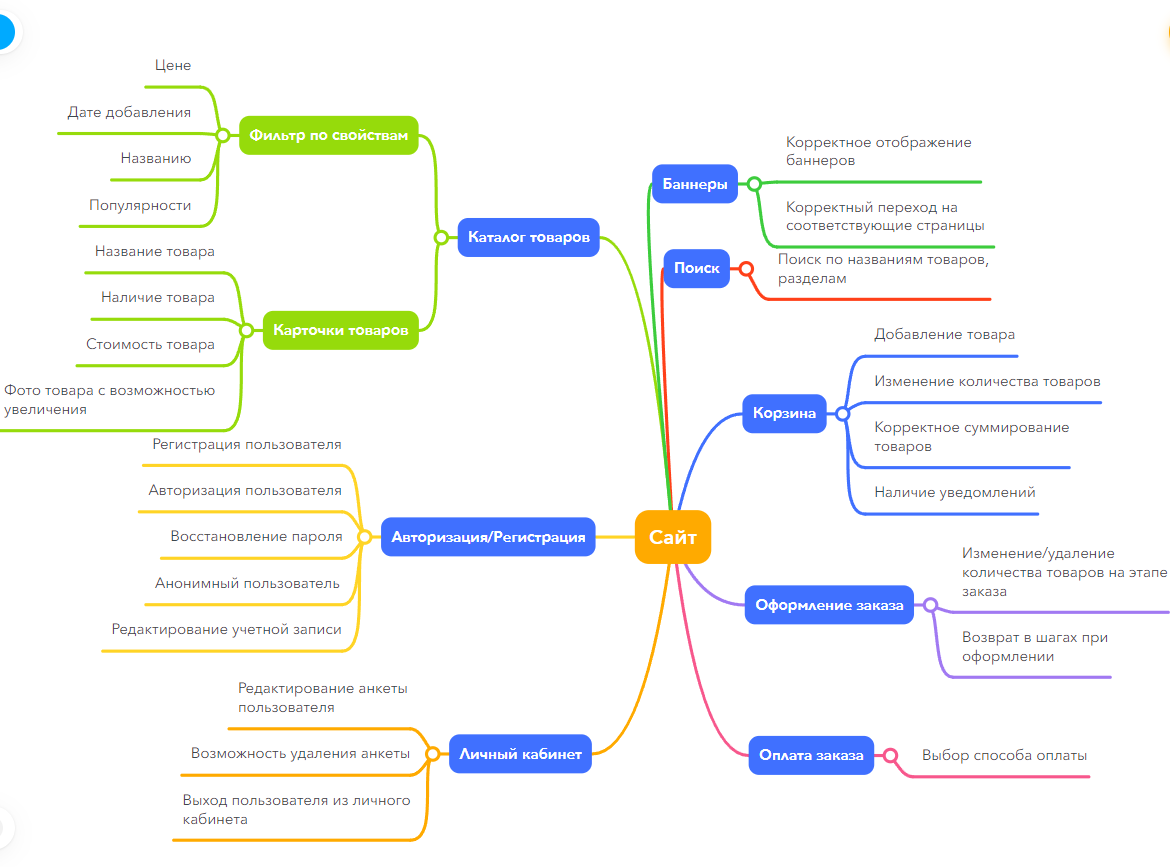 Цене
Дате добавления
Названию
Популярности
Фильтр по свойствам
Название товара
Наличие товара
Стоимость товара
Фото товара с возможностью
увеличения
Карточки товаров
Каталог товаров
Регистрация пользователя
Авторизация пользователя
Восстановление пароля
Анонимный пользователь
Редактирование учетной записи
Авторизация/Регистрация
Редактирование анкеты
пользователя
Возможность удаления анкеты
Выход пользователя из личного
кабинета
Личный кабинет
Сайт
Баннеры
Корректное отображение
баннеров
Корректный переход на
соответствующие страницы
Поиск
Поиск по названиям товаров,
разделам
Корзина
Добавление товара
Изменение количества товаров
Корректное суммирование
товаров
Наличие уведомлений
Оформление заказа
Изменение/удаление
количества товаров на этапе
заказа
Возврат в шагах при
оформлении
Оплата заказа
Выбор способа оплаты